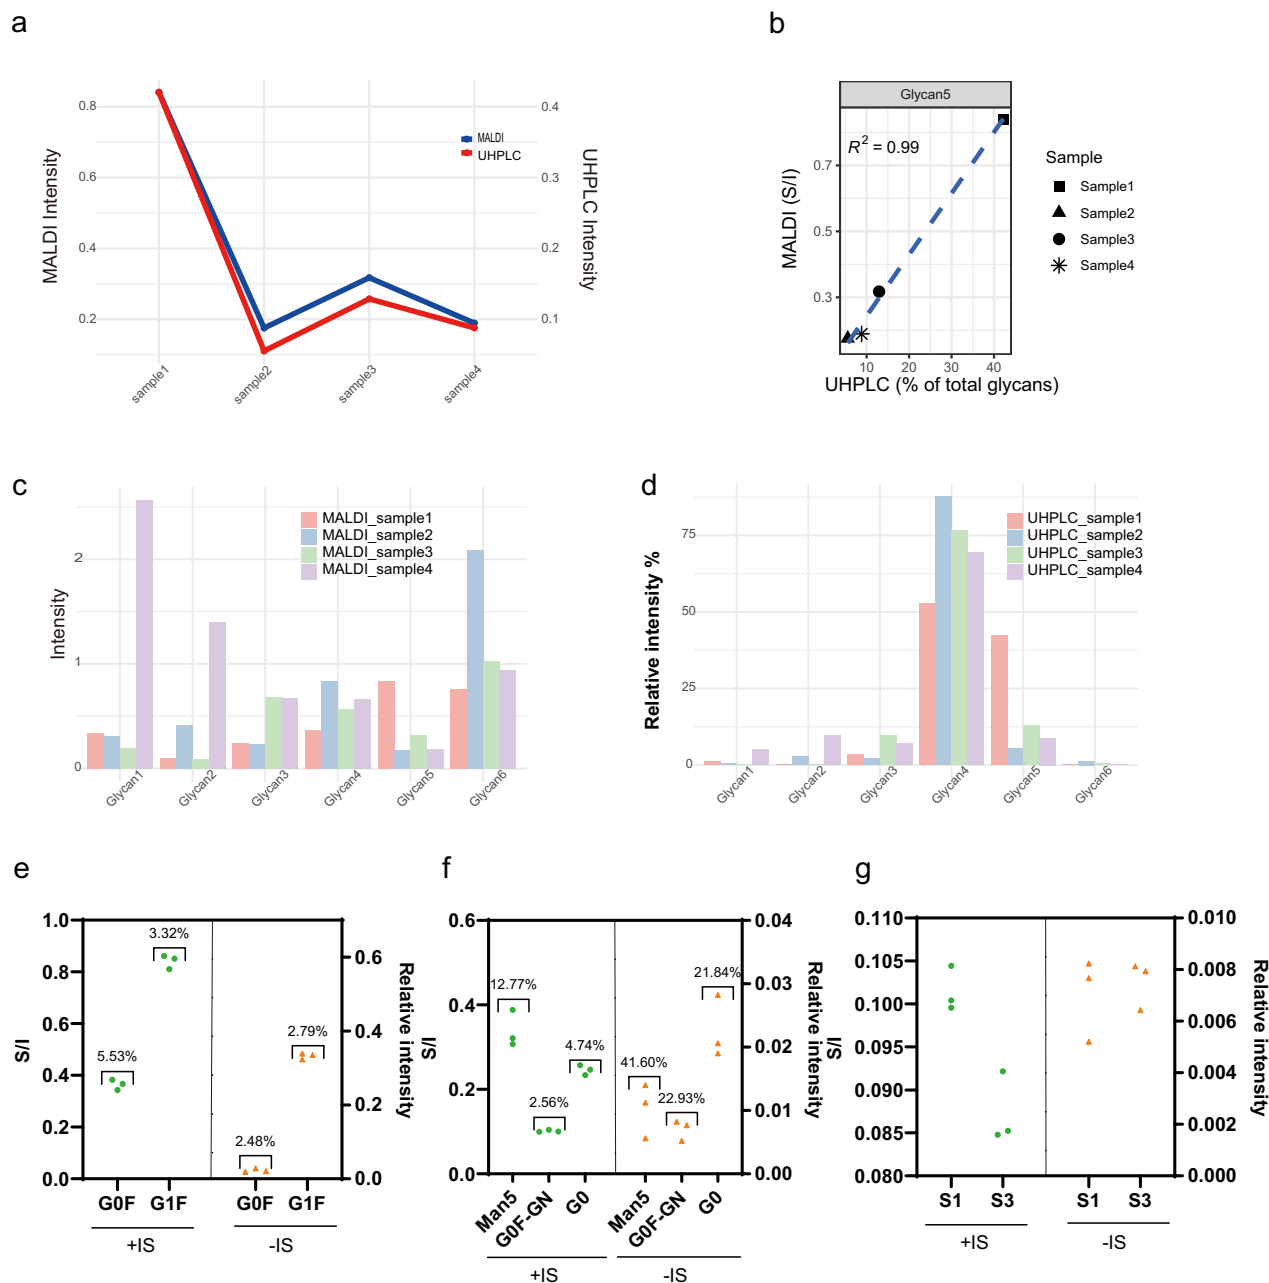 a
MALDI Intensity
0.8
0.6
0.4
0.2
0.4
0.3
0.2
0.1
UHPLC Intensity
MALDI
UHPLC
sample1
sample2
sample3
sample4
b
Glycan5
R² = 0.99
MALDI (S/I)
0.7
0.5
0.3
10 20 30 40
UHPLC (% of total glycans)
Sample
Sample1
Sample2
Sample3
Sample4
c
Intensity
2
1
0
MALDI_sample1
MALDI_sample2
MALDI_sample3
MALDI_sample4
Glycan1
Glycan2
Glycan3
Glycan4
Glycan5
Glycan6
d
Relative intensity %
75
50
25
0
UHPLC_sample1
UHPLC_sample2
UHPLC_sample3
UHPLC_sample4
Glycan1
Glycan2
Glycan3
Glycan4
Glycan5
Glycan6
e
S/I
1.0
0.8
0.6
0.4
0.2
0.0
5.53%
3.32%
2.48%
2.79%
0.6
0.4
0.2
0.0
Relative intensity
G0F G1F G0F G1F
+IS -IS
f
S/I
0.6
0.4
0.2
0.0
12.77%
2.56%
4.74%
41.60%
22.93%
21.84%
0.04
0.03
0.02
0.01
0.00
Relative intensity
Man5
G0F-GN
G0
Man5
G0F-GN
G0
+IS -IS
g
S/I
0.110
0.105
0.100
0.095
0.090
0.085
0.080
0.010
0.008
0.006
0.004
0.002
0.000
Relative intensity
S1 S3 S1 S3
+IS -IS